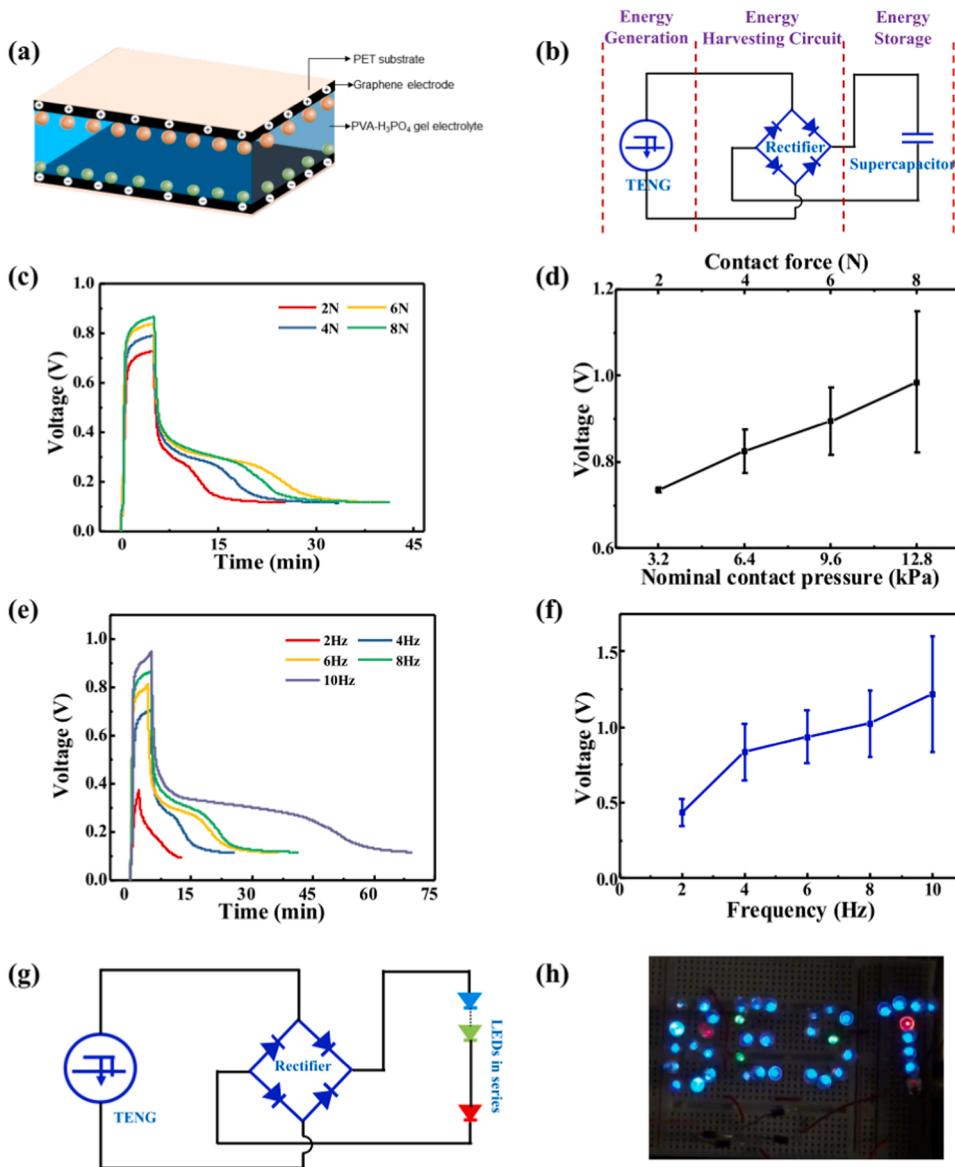 (a)
PET substrate
Graphene electrode
PVA-H₃PO₄ gel electrolyte
(b)
Energy
Generation
Energy
Harvesting Circuit
Energy
Storage
TENG
Rectifier
Supercapacitor
(c)
Voltage (V)
1.0
0.8
0.6
0.4
0.2
0.0
2N
6N
4N
8N
0
15
30
45
Time (min)
(d)
Contact force (N)
2
4
6
8
Voltage (V)
1.2
1.0
0.8
0.6
3.2
6.4
9.6
12.8
Nominal contact pressure (kPa)
(e)
Voltage (V)
1.0
0.8
0.6
0.4
0.2
0.0
2Hz
4Hz
6Hz
8Hz
10Hz
0
15
30
45
60
75
Time (min)
(f)
Voltage (V)
1.5
1.0
0.5
0.0
0
2
4
6
8
10
Frequency (Hz)
(g)
TENG
Rectifier
LEDs in series
(h)